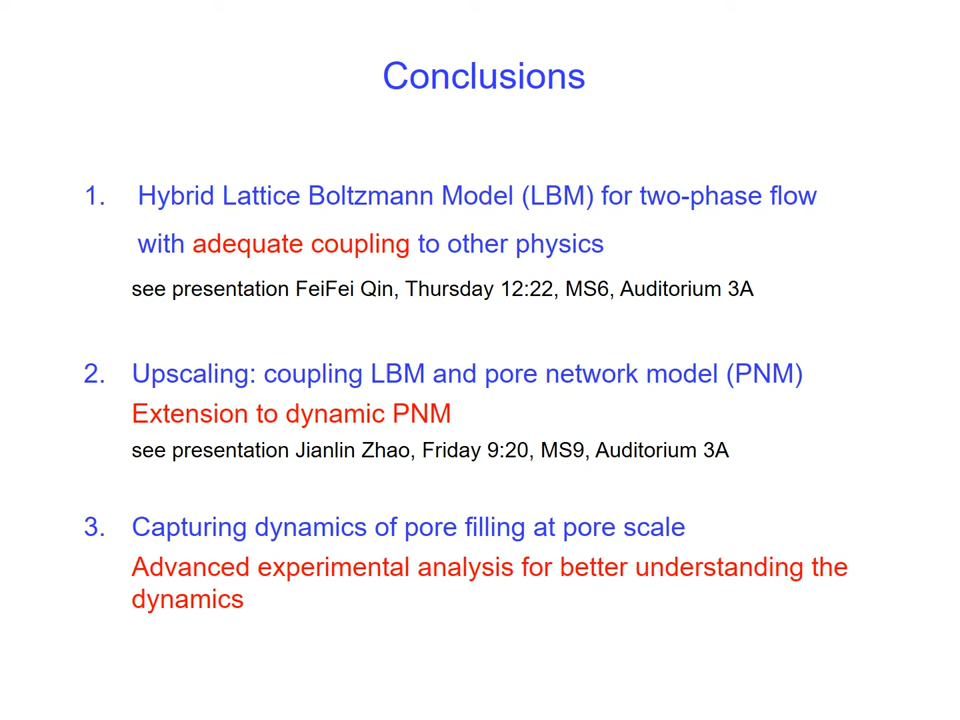 Conclusions
1. Hybrid Lattice Boltzmann Model (LBM) for two-phase flow
with adequate coupling to other physics
see presentation FeiFei Qin, Thursday 12:22, MS6, Auditorium 3A
2. Upscaling: coupling LBM and pore network model (PNM)
Extension to dynamic PNM
see presentation Jianlin Zhao, Friday 9:20, MS9, Auditorium 3A
3. Capturing dynamics of pore filling at pore scale
Advanced experimental analysis for better understanding the
dynamics